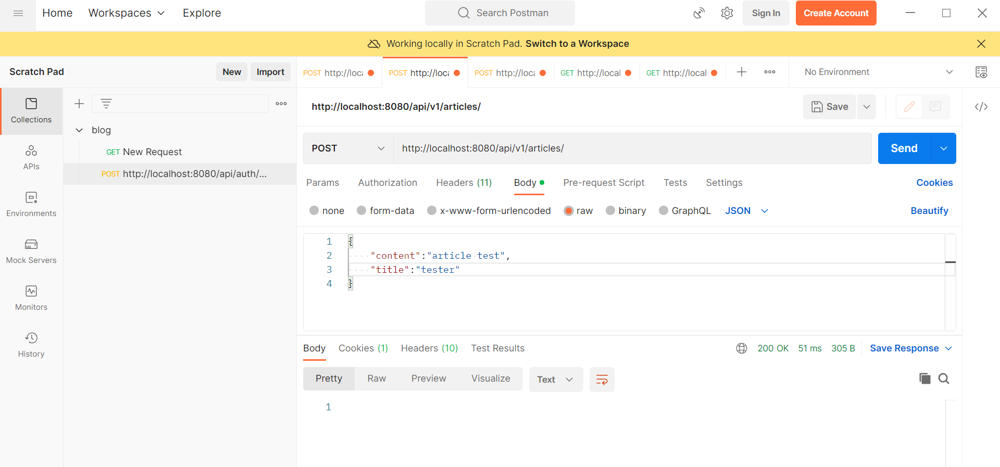 Home Workspaces Explore Search Postman Sign In Create Account
Working locally in Scratch Pad. Switch to a Workspace
Scratch Pad New Import POST http://loca POST http://loca POST http://loca GET http://local GET http://local No Environment
Collections
APIs
Environments
Mock Servers
Monitors
History
blog
GET New Request
POST http://localhost:8080/api/auth/...
http://localhost:8080/api/v1/articles/ Save
POST http://localhost:8080/api/v1/articles/ Send
Params Authorization Headers (11) Body Pre-request Script Tests Settings Cookies
none form-data x-www-form-urlencoded raw binary GraphQL JSON Beautify
1 {
2 "content":"article test",
3 "title":"tester"
4 }
Body Cookies (1) Headers (10) Test Results 200 OK 51 ms 305 B Save Response
Pretty Raw Preview Visualize Text
1